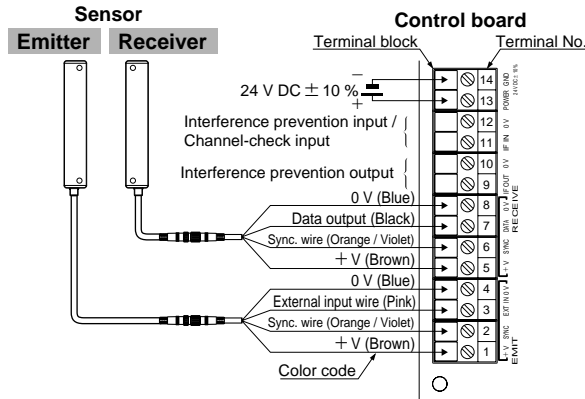 Sensor
Emitter Receiver
Control board
Terminal block
Terminal No.
24 V DC ± 10 %
−
+
Interference prevention input /
Channel-check input
Interference prevention output
0 V (Blue)
Data output (Black)
Sync. wire (Orange / Violet)
+V (Brown)
0 V (Blue)
External input wire (Pink)
Sync. wire (Orange / Violet)
+V (Brown)
Color code
14
13
12
11
10
9
8
7
6
5
4
3
2
1
POWER GND
24V DC ± 10%
IF IN 0 V
IF OUT 0 V
+V SYNC DATA 0 V
RECEIVE
+V SYNC EXT IN 0 V
EMIT